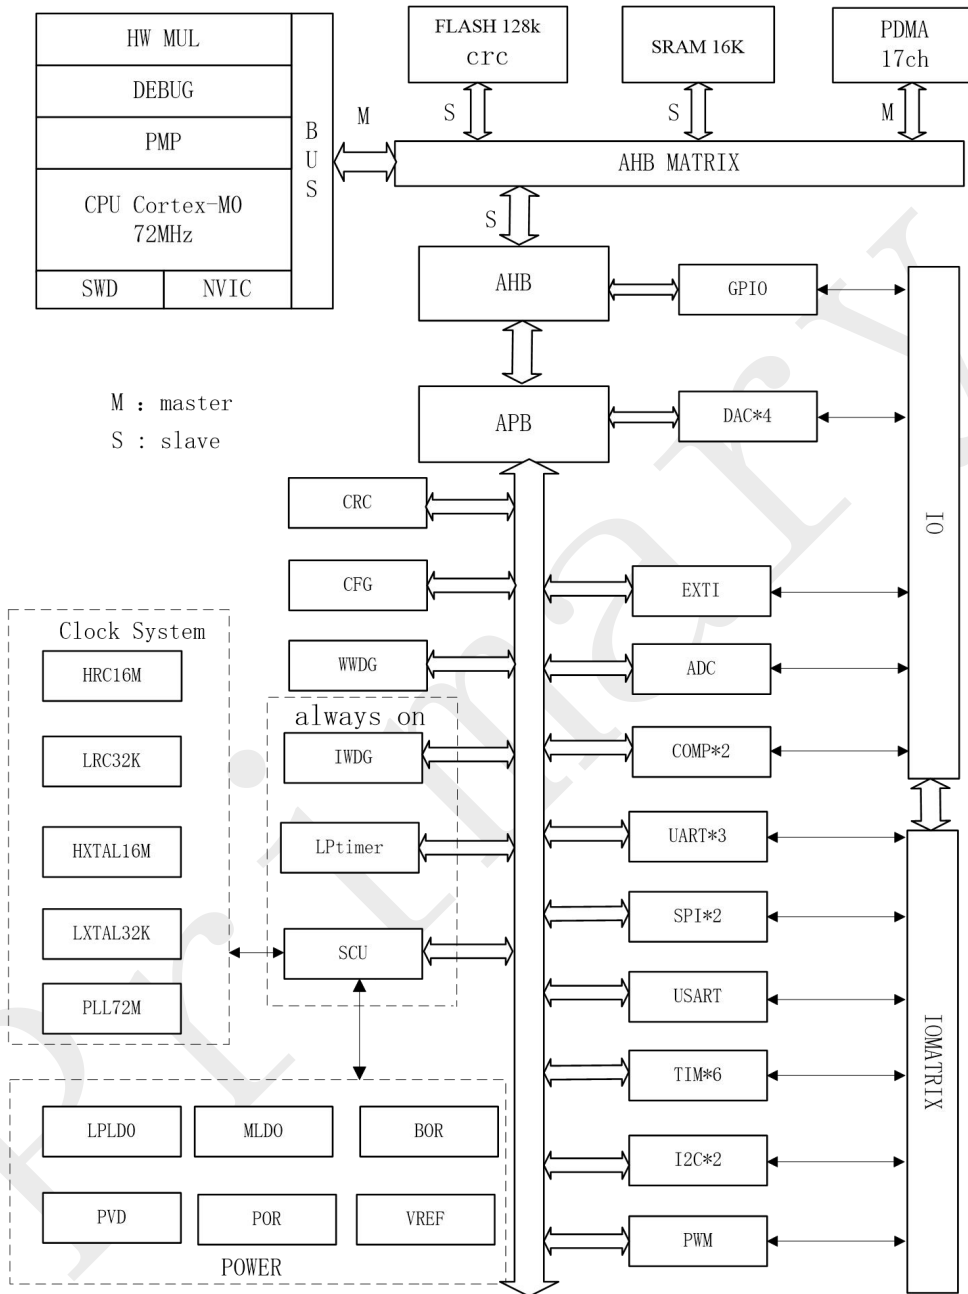 HW MUL
DEBUG
PMP
CPU Cortex-M0
72MHz
SWD
NVIC
BUS
M
FLASH 128k
crc
SRAM 16K
PDMA
17ch
S
S
M
AHB MATRIX
S
AHB
GPIO
M : master
S : slave
APB
DAC*4
IO
CRC
CFG
WWDG
EXTI
ADC
COMP*2
Clock System
HRC16M
LRC32K
HXTAL16M
LXTAL32K
PLL72M
always on
IWDG
LPtimer
SCU
UART*3
SPI*2
USART
TIM*6
I2C*2
PWM
IOMATRIX
LPLDO
MLDO
BOR
PVD
POR
VREF
POWER
Primary